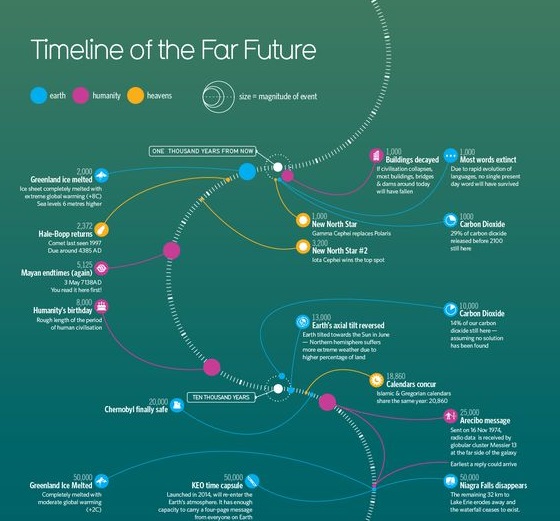 Timeline of the Far Future
earth
humanity
heavens
size = magnitude of event
ONE THOUSAND YEARS FROM NOW
2,000
Greenland ice melted
Ice sheet completely melted with
extreme global warming (+8C)
Sea levels 6 metres higher
1,000
Buildings decayed
If civilisation collapses,
most buildings, bridges
& dams around today
will have fallen
1,000
Most words extinct
Due to rapid evolution of
languages, no single present
day word will have survived
2,372
Hale-Bopp returns
Comet last seen 1997
Due around 4385 AD
1,000
New North Star
Gamma Cephei replaces Polaris
1000
Carbon Dioxide
29% of carbon dioxide
released before 2100
still here
3,200
New North Star #2
Iota Cephei wins the top spot
5,125
Mayan endtimes (again)
3 May 7138AD
You read it here first!
8,000
Humanity's birthday
Rough length of the period
of human civilisation
13,000
Earth's axial tilt reversed
Earth tilted towards the Sun in June
— Northern hemisphere suffers
more extreme weather due to
higher percentage of land
10,000
Carbon Dioxide
14% of our carbon
dioxide still here —
assuming no solution
has been found
18,860
Calendars concur
Islamic & Gregorian calendars
share the same year: 20,860
TEN THOUSAND YEARS
20,000
Chernobyl finally safe
25,000
Arecibo message
Sent on 16 Nov 1974,
radio data is received by
globular cluster Messier 13
at the far side of the galaxy
Earliest a reply could arrive
50,000
Greenland Ice Melted
Completely melted with
moderate global warming
(+2C)
50,000
KEO time capsule
Launched in 2014, will re-enter the
Earth's atmosphere. It has enough
capacity to carry a four-page message
from everyone on Earth
50,000
Niagra Falls disappears
The remaining 32 km to
Lake Erie erodes away and
the waterfall ceases to exist.